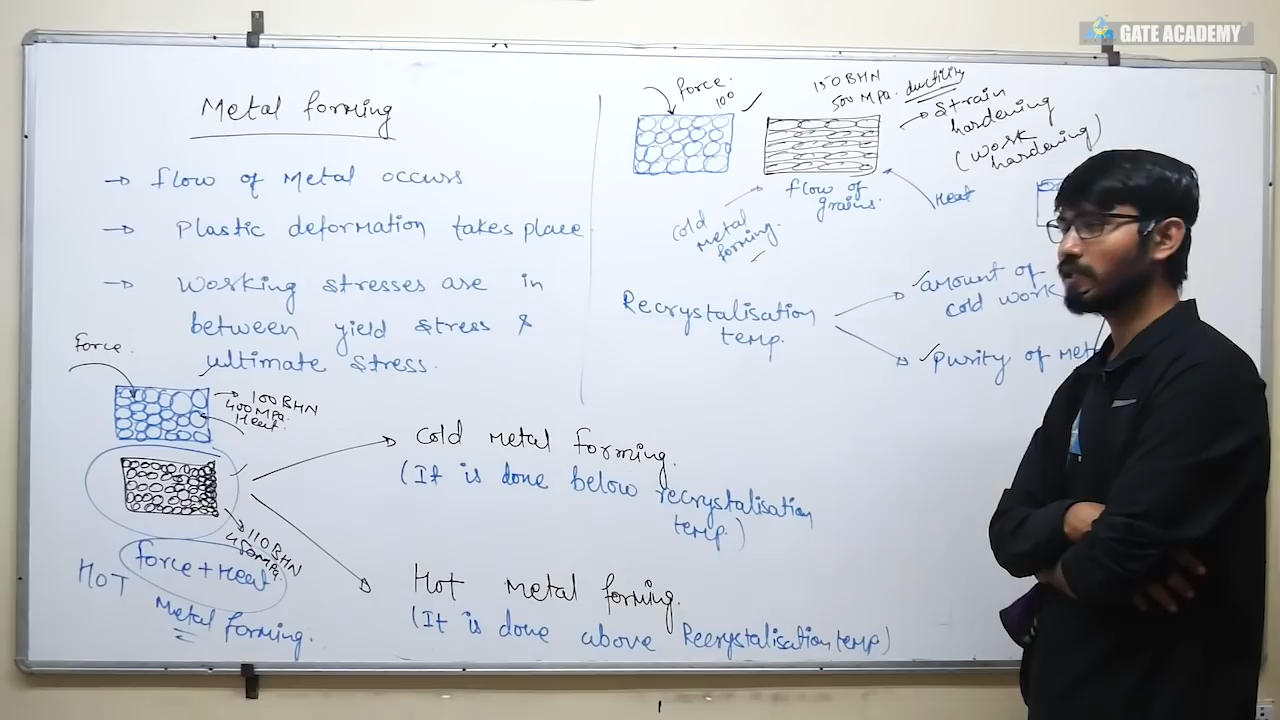 GATE ACADEMY
Metal forming
→ flow of Metal occurs
→ Plastic deformation takes place
→ working stresses are in
between yield stress &
ultimate stress.
force.
→ 100 BHN
400 MPa.
Heat.
110 BHN
450 MPa.
force + Heat
HOT
Metal forming.
Cold Metal forming.
(It is done below recrystalisation
temp.)
Hot Metal forming.
(It is done above Recrystalisation temp)
force.
100
150 BHN
500 MPa.
ductility
→ strain
hardening
(work
hardening)
flow of
grains.
cold
metal
forming.
Heat
Recrystalisation
temp.
✓amount of
cold work
✓purity of met